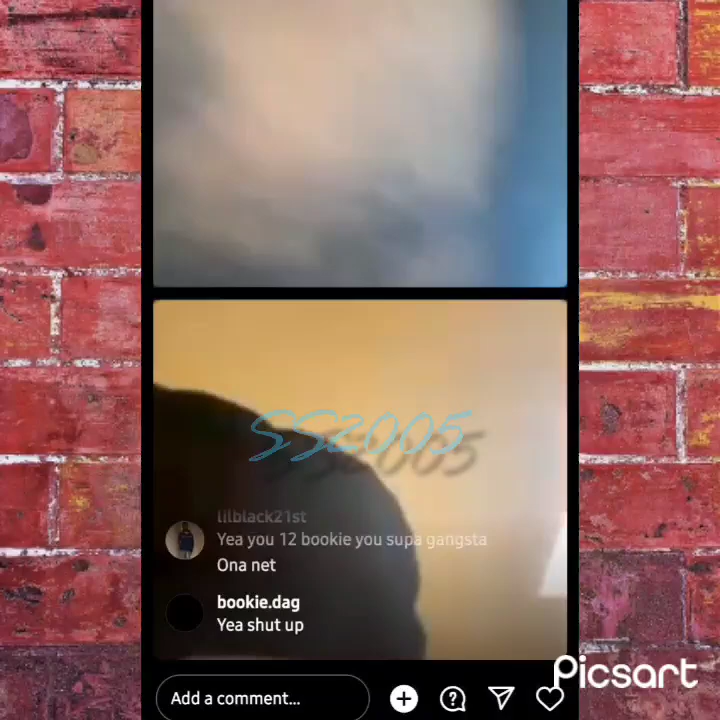 SS2005
lilblack21st
Yea you 12 bookie you supa gangsta
Ona net
bookie.dag
Yea shut up
Add a comment...
Picsart